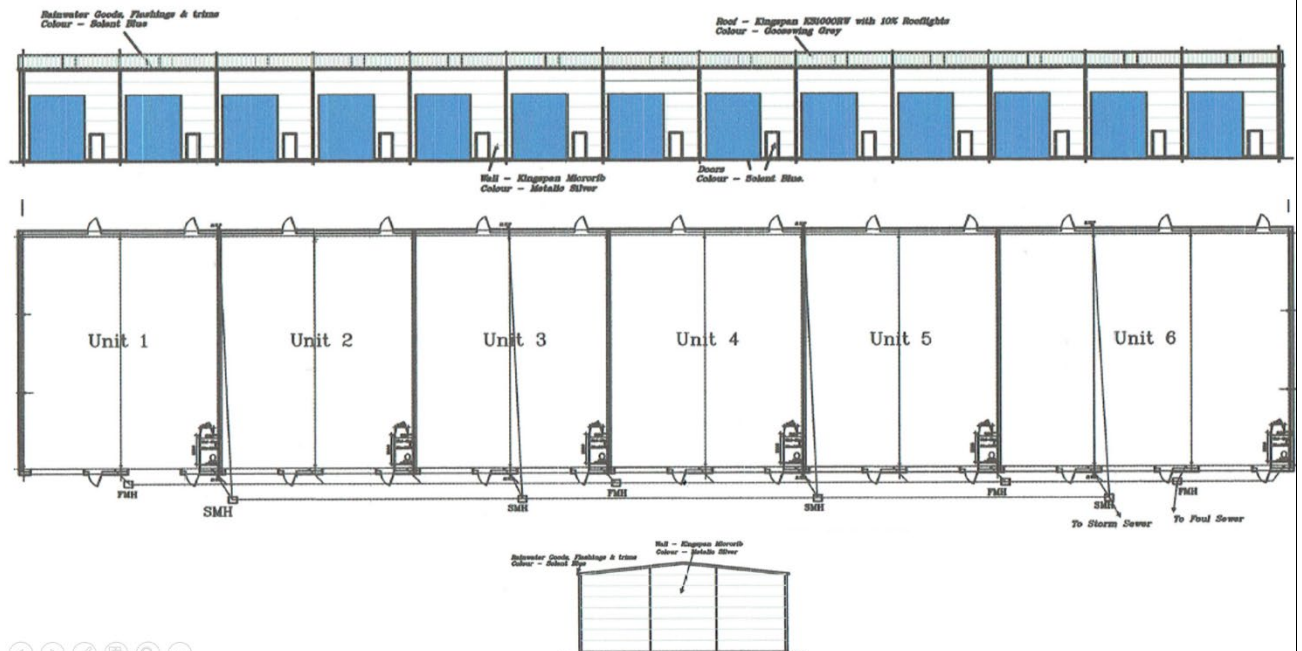 Rainwater Goods, Flashings & trims
Colour - Solent Blue
Roof - Kingspan KS1000RW with 10% Rooflights
Colour - Goosewing Grey
Wall - Kingspan Microrib
Colour - Metalic Silver
Doors
Colour - Solent Blue.
Unit 1
Unit 2
Unit 3
Unit 4
Unit 5
Unit 6
FMH
SMH
SMH
FMH
SMH
FMH
SMH
FMH
To Storm Sewer
To Foul Sewer
Wall - Kingspan Microrib
Colour - Metalic Silver
Rainwater Goods, Flashings & trims
Colour - Solent Blue